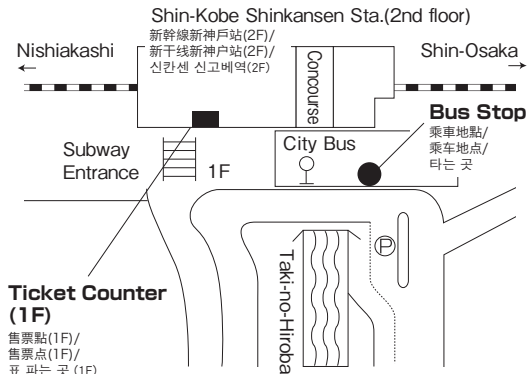 Shin-Kobe Shinkansen Sta.(2nd floor)
新幹線新神戶站(2F)/
新干线新神户站(2F)/
신칸센 신고베역(2F)
Nishiakashi
Shin-Osaka
Concourse
Bus Stop
乘車地點/
乘车地点/
타는 곳
City Bus
Subway
Entrance
1F
P
Taki-no-Hiroba
Ticket Counter
(1F)
售票點(1F)/
售票点(1F)/
표 파는 곳 (1F)